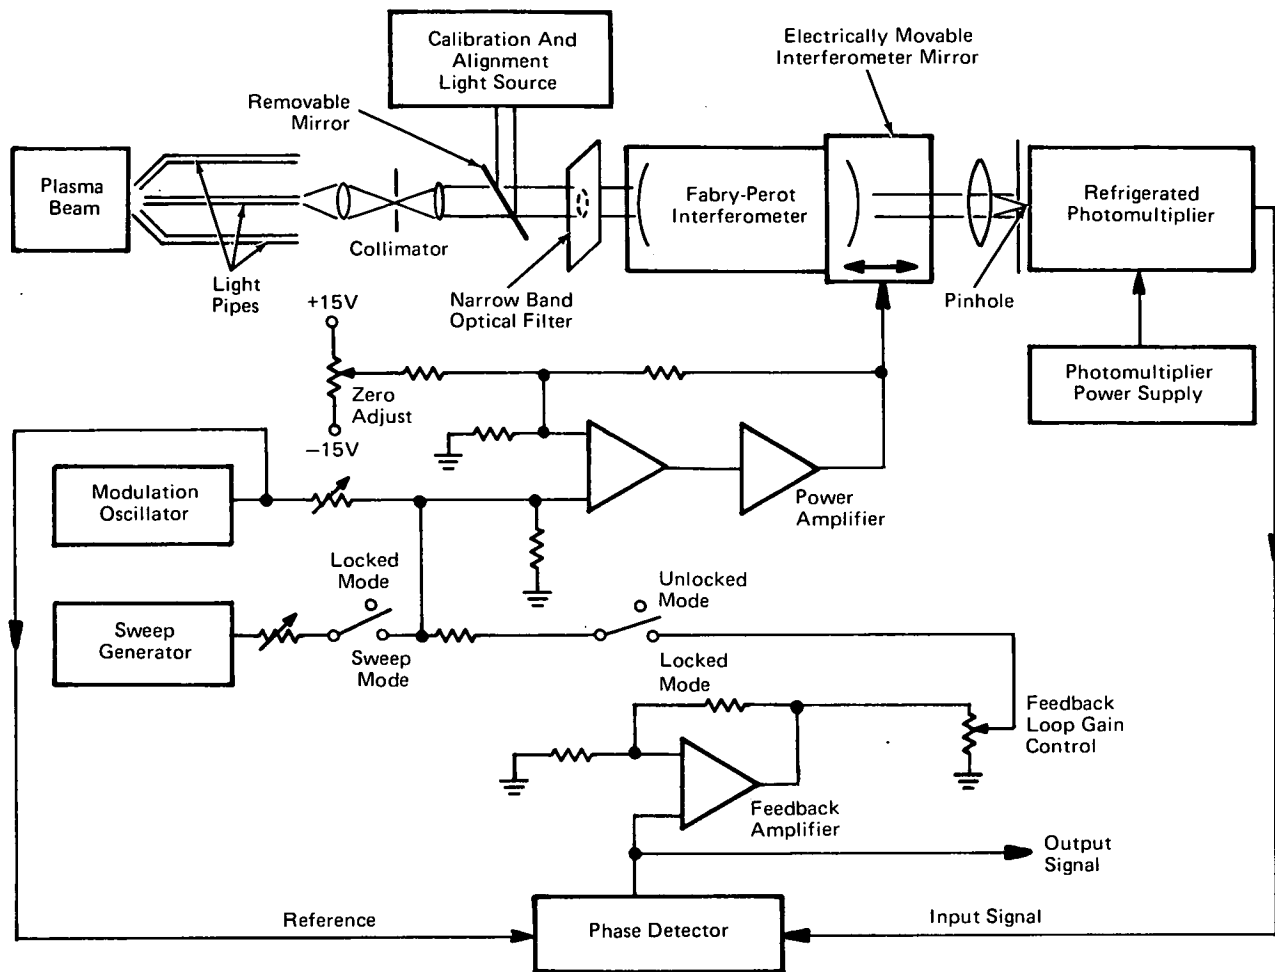 Calibration And
Alignment
Light Source
Electrically Movable
Interferometer Mirror
Removable
Mirror
Plasma
Beam
Fabry-Perot
Interferometer
Refrigerated
Photomultiplier
Collimator
Light
Pipes
Narrow Band
Optical Filter
Pinhole
+15V
Zero
Adjust
−15V
Photomultiplier
Power Supply
Modulation
Oscillator
Power
Amplifier
Locked
Mode
Unlocked
Mode
Sweep
Generator
Sweep
Mode
Locked
Mode
Feedback
Loop Gain
Control
Feedback
Amplifier
Output
Signal
Reference
Phase Detector
Input Signal